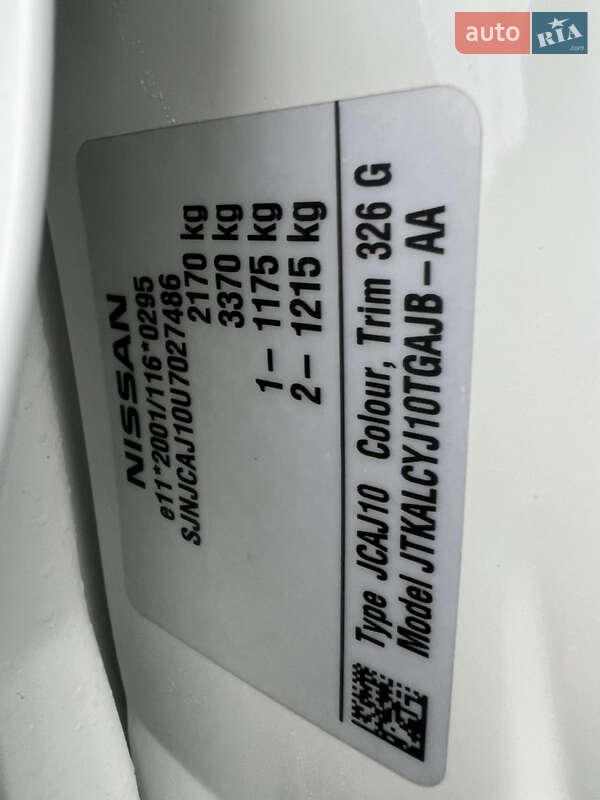 auto RIA .com
NISSAN
e11*2001/116*0295
SJNJCAJ10U7027486
2170 kg
3370 kg
1– 1175 kg
2– 1215 kg
Type JCAJ10 Colour, Trim 326 G
Model JTKALCYJ10TGAJB–AA